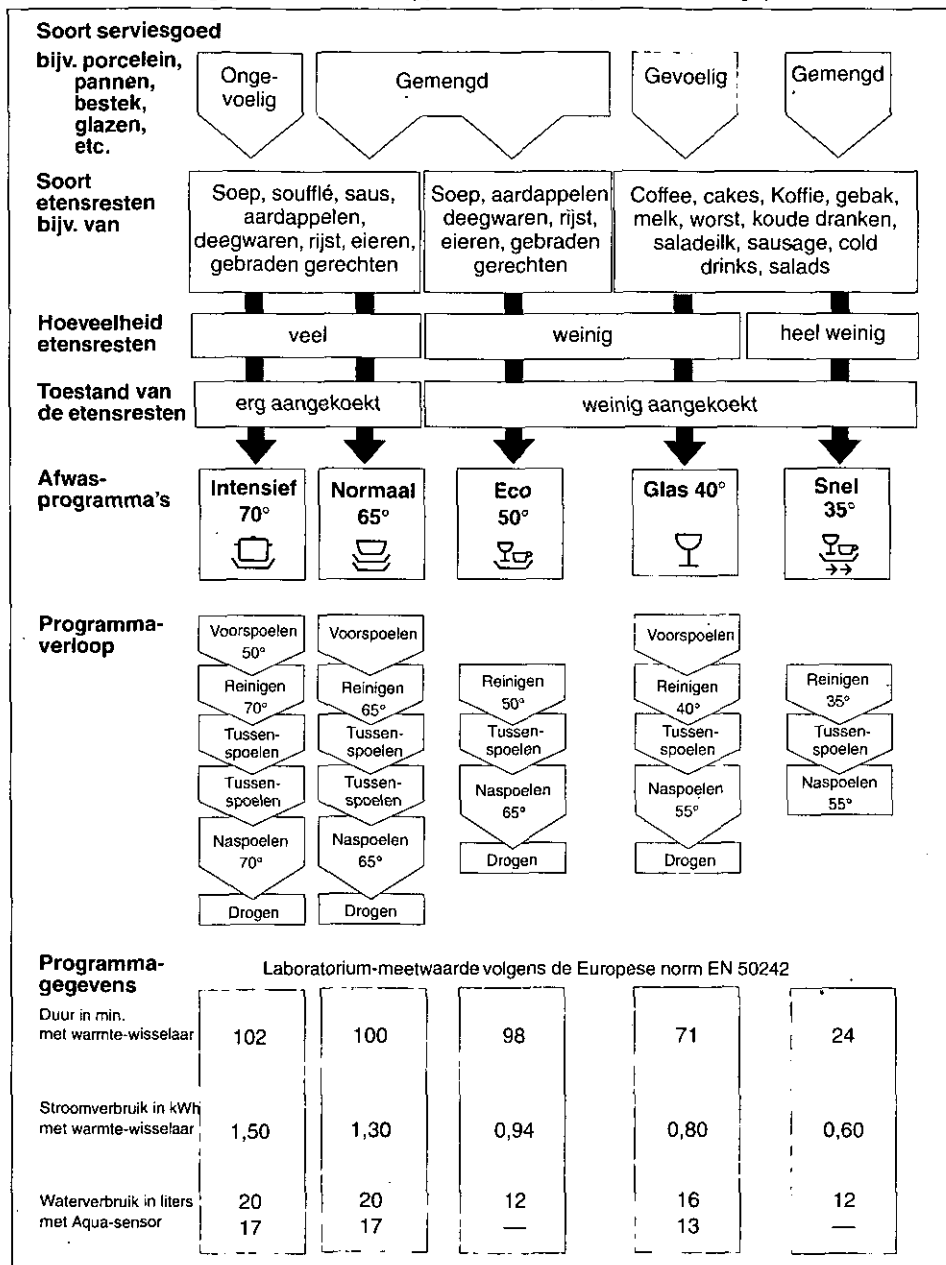 Soort serviesgoed
bijv. porcelein,
pannen,
bestek,
glazen,
etc.
Onge-
voelig
Gemengd
Gevoelig
Gemengd
Soort
etensresten
bijv. van
Soep, soufflé, saus,
aardappelen,
deegwaren, rijst, eieren,
gebraden gerechten
Soep, aardappelen
deegwaren, rijst,
eieren, gebraden
gerechten
Coffee, cakes, Koffie, gebak,
melk, worst, koude dranken,
saladeilk, sausage, cold
drinks, salads
Hoeveelheid
etensresten
veel
weinig
heel weinig
Toestand van
de etensresten
erg aangekoekt
weinig aangekoekt
Afwas-
programma's
Intensief
70°
Normaal
65°
Eco
50°
Glas 40°
Snel
35°
Programma-
verloop
Voorspoelen
50°
Reinigen
70°
Tussen-
spoelen
Tussen-
spoelen
Naspoelen
70°
Drogen
Voorspoelen
Reinigen
65°
Tussen-
spoelen
Tussen-
spoelen
Naspoelen
65°
Drogen
Reinigen
50°
Tussen-
spoelen
Naspoelen
65°
Drogen
Voorspoelen
Reinigen
40°
Tussen-
spoelen
Naspoelen
55°
Drogen
Reinigen
35°
Tussen-
spoelen
Naspoelen
55°
Programma-
gegevens
Laboratorium-meetwaarde volgens de Europese norm EN 50242
Duur in min.
met warmte-wisselaar 102 100 98 71 24
Stroomverbruik in kWh
met warmte-wisselaar 1,50 1,30 0,94 0,80 0,60
Waterverbruik in liters 20 20 12 16 12
met Aqua-sensor 17 17 — 13 —